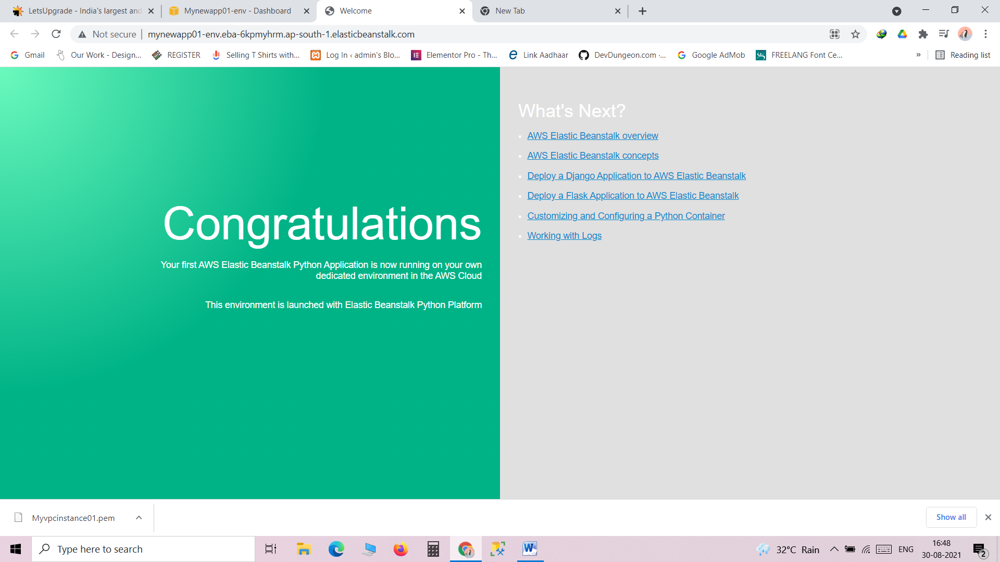 LetsUpgrade - India's largest and
Mynewapp01-env - Dashboard
Welcome
New Tab
Not secure
mynewapp01-env.eba-6kpmyhrm.ap-south-1.elasticbeanstalk.com
Gmail
Our Work - Design...
REGISTER
Selling T Shirts with...
Log In ‹ admin's Blo...
Elementor Pro - Th...
Link Aadhaar
DevDungeon.com -...
Google AdMob
FREELANG Font Ce...
»
Reading list
Congratulations
Your first AWS Elastic Beanstalk Python Application is now running on your own
dedicated environment in the AWS Cloud
This environment is launched with Elastic Beanstalk Python Platform
What's Next?
AWS Elastic Beanstalk overview
AWS Elastic Beanstalk concepts
Deploy a Django Application to AWS Elastic Beanstalk
Deploy a Flask Application to AWS Elastic Beanstalk
Customizing and Configuring a Python Container
Working with Logs
Myvpcinstance01.pem
Show all
Type here to search
32°C Rain
ENG
16:48
30-08-2021
2